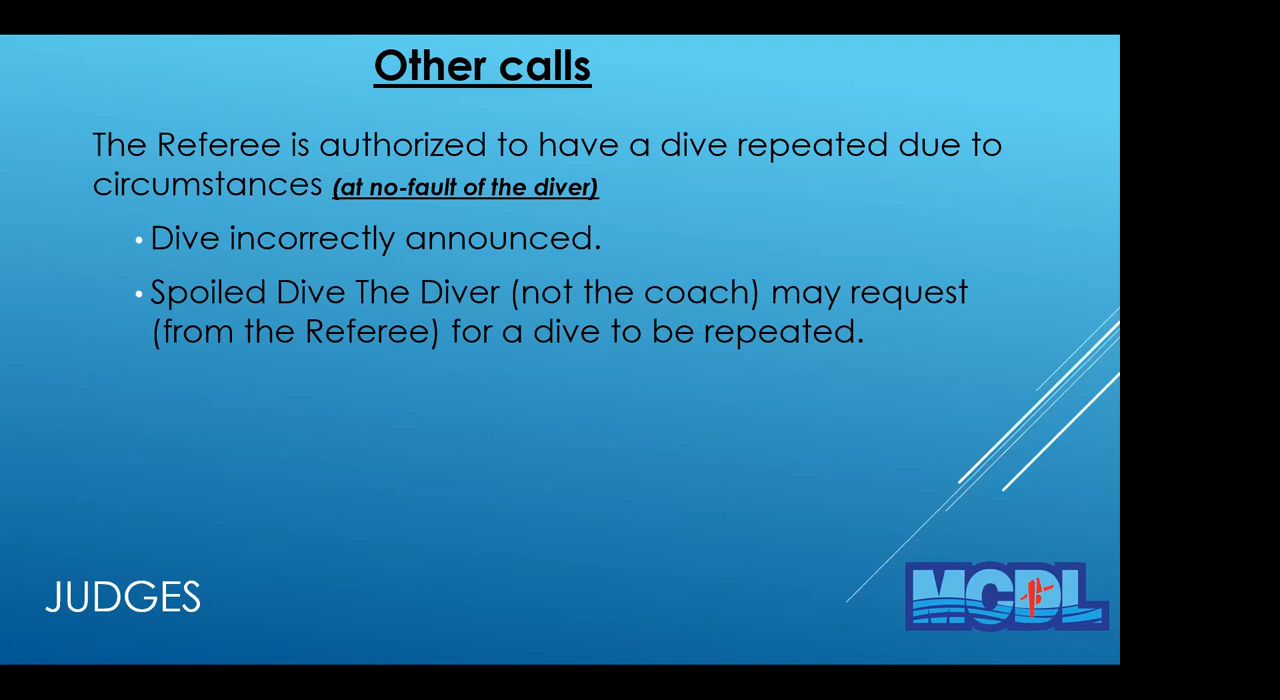 Other calls
The Referee is authorized to have a dive repeated due to
circumstances (at no-fault of the diver)
• Dive incorrectly announced.
• Spoiled Dive The Diver (not the coach) may request
(from the Referee) for a dive to be repeated.
JUDGES
MCDL